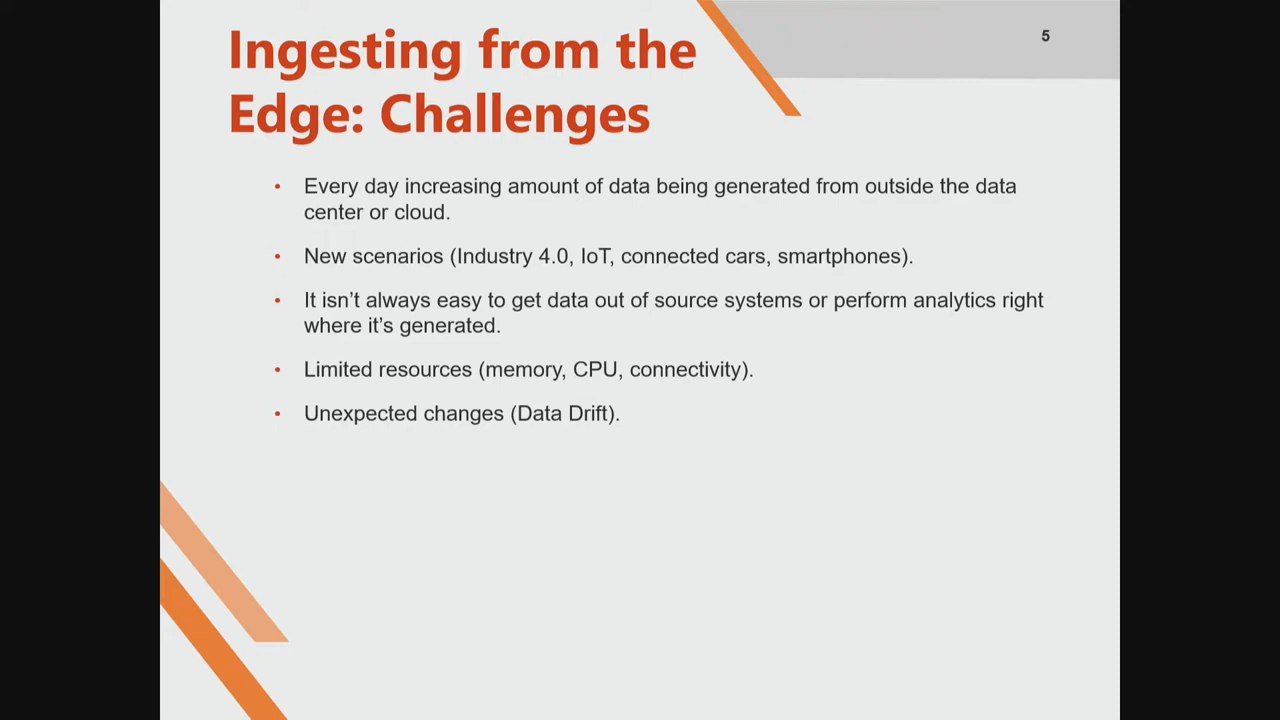 5
Ingesting from the
Edge: Challenges
• Every day increasing amount of data being generated from outside the data
center or cloud.
• New scenarios (Industry 4.0, IoT, connected cars, smartphones).
• It isn’t always easy to get data out of source systems or perform analytics right
where it’s generated.
• Limited resources (memory, CPU, connectivity).
• Unexpected changes (Data Drift).